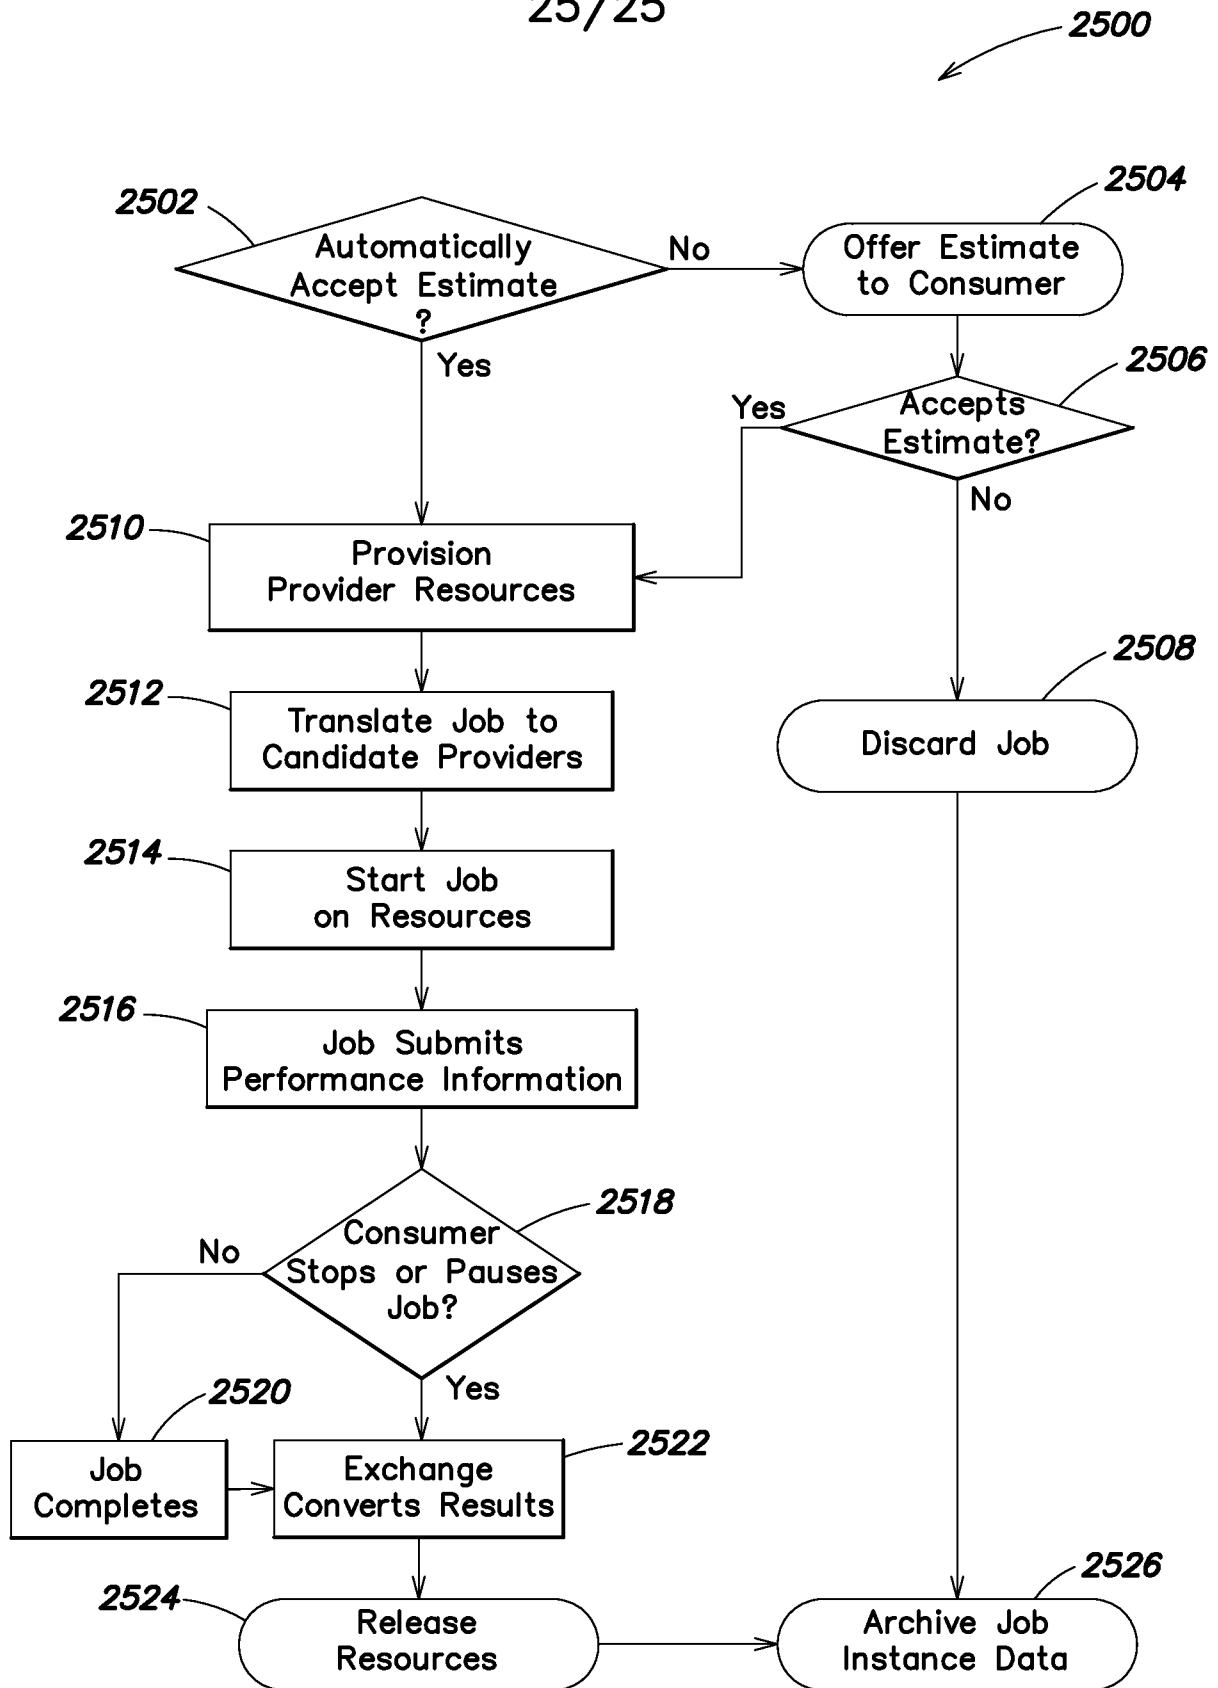 25/25
2500
2502
Automatically
Accept Estimate
?
No
Yes
2504
Offer Estimate
to Consumer
2506
Accepts
Estimate?
Yes
No
2510
Provision
Provider Resources
2508
Discard Job
2512
Translate Job to
Candidate Providers
2514
Start Job
on Resources
2516
Job Submits
Performance Information
2518
Consumer
Stops or Pauses
Job?
No
Yes
2520
Job
Completes
2522
Exchange
Converts Results
2524
Release
Resources
2526
Archive Job
Instance Data